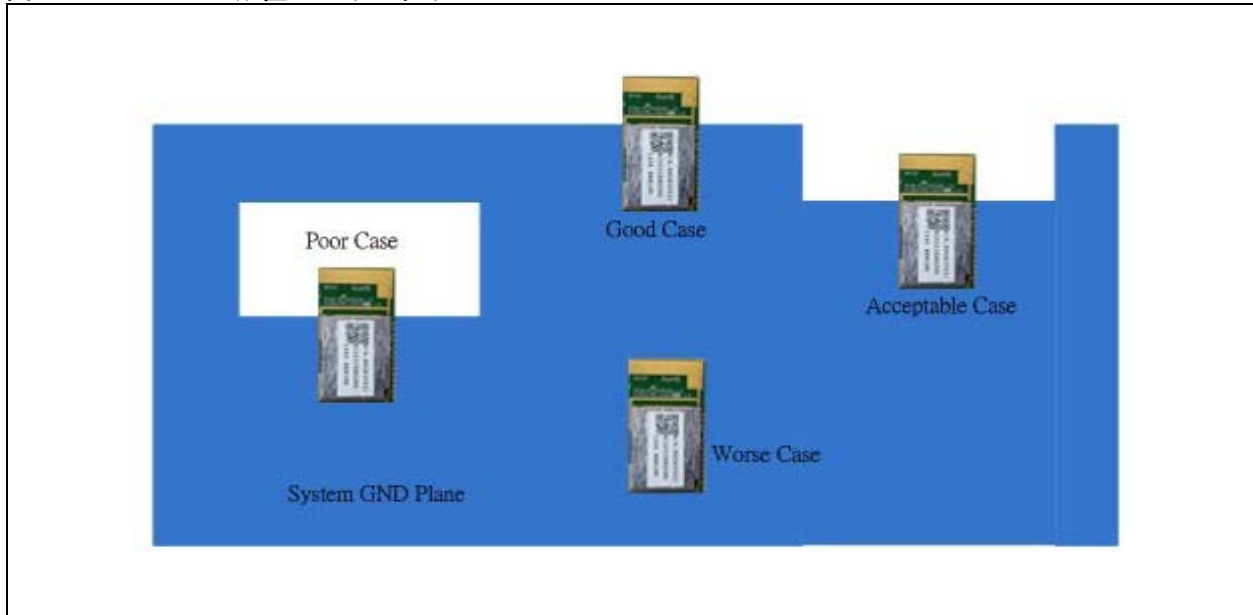 Good Case
Poor Case
Acceptable Case
Worse Case
System GND Plane